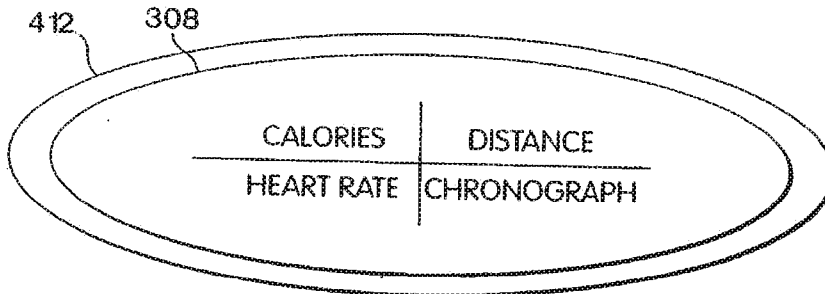 412
308
CALORIES DISTANCE
HEART RATE CHRONOGRAPH